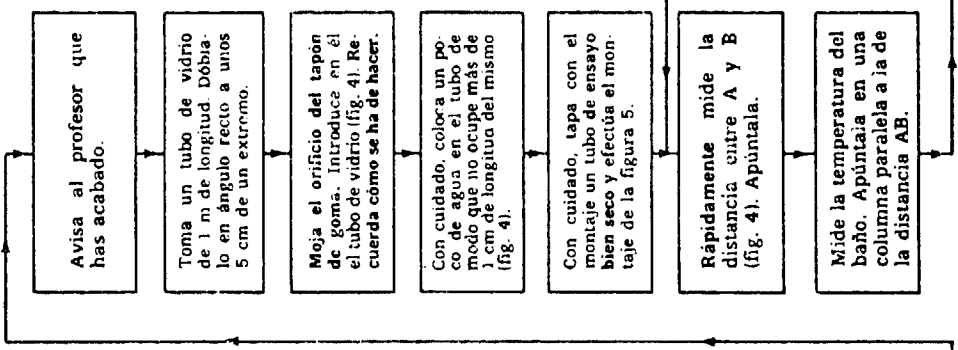 Avisa al profesor que
has acabado.
Toma un tubo de vidrio
de 1 m de longitud. Dóbla-
lo en ángulo recto a unos
5 cm de un extremo.
Moja el orificio del tapón
de goma. Introduce en él
el tubo de vidrio (fig. 4). Re-
cuerda cómo se ha de hacer.
Con cuidado, coloca un po-
co de agua en el tubo de
modo que no ocupe más de
1 cm de longitud del mismo
(fig. 4).
Con cuidado, tapa con el
montaje un tubo de ensayo
bien seco y efectúa el mon-
taje de la figura 5.
Rápidamente mide la
distancia entre A y B
(fig. 4). Apúntala.
Mide la temperatura del
baño. Apúntala en una
columna paralela a la de
la distancia AB.